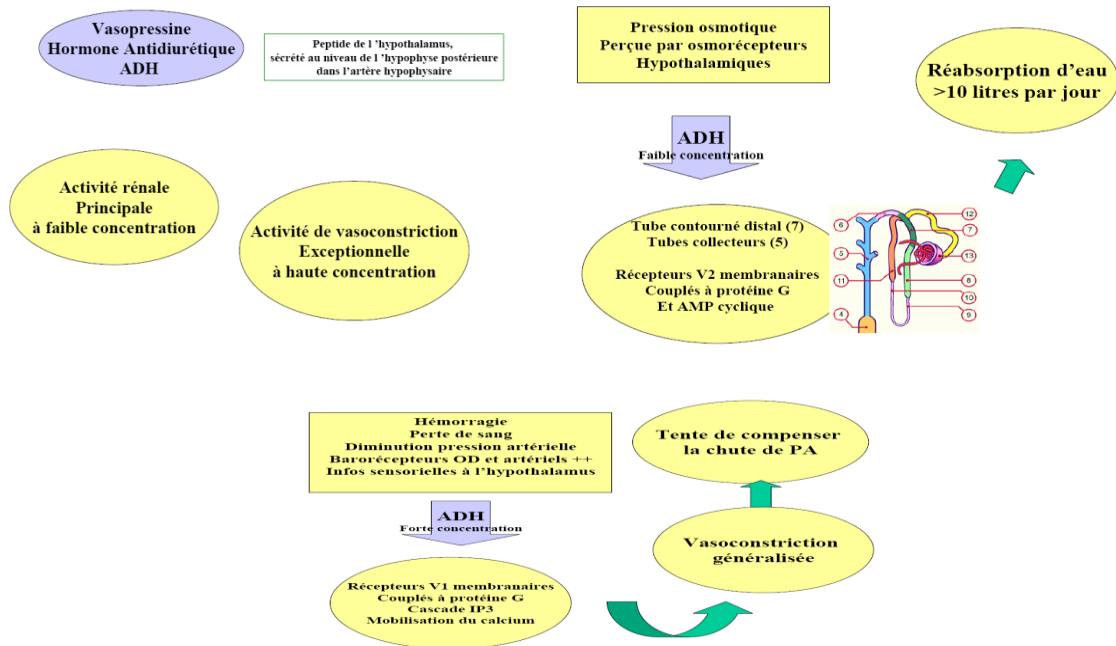 Vasopressine
Hormone Antidiurétique
ADH
Peptide de l ’hypothalamus,
sécrété au niveau de l ’hypophyse postérieure
dans l’artère hypophysaire
Pression osmotique
Perçue par osmorécepteurs
Hypothalamiques
Réabsorption d’eau
>10 litres par jour
ADH
Faible concentration
Activité rénale
Principale
à faible concentration
Activité de vasoconstriction
Exceptionnelle
à haute concentration
Tube contourné distal (7)
Tubes collecteurs (5)
Récepteurs V2 membranaires
Couplés à protéine G
Et AMP cyclique
6
12
7
5
13
11
8
10
4
9
Hémorragie
Perte de sang
Diminution pression artérielle
Barorécepteurs OD et artériels ++
Infos sensorielles à l’hypothalamus
Tente de compenser
la chute de PA
ADH
Forte concentration
Vasoconstriction
généralisée
Récepteurs V1 membranaires
Couplés à protéine G
Cascade IP3
Mobilisation du calcium